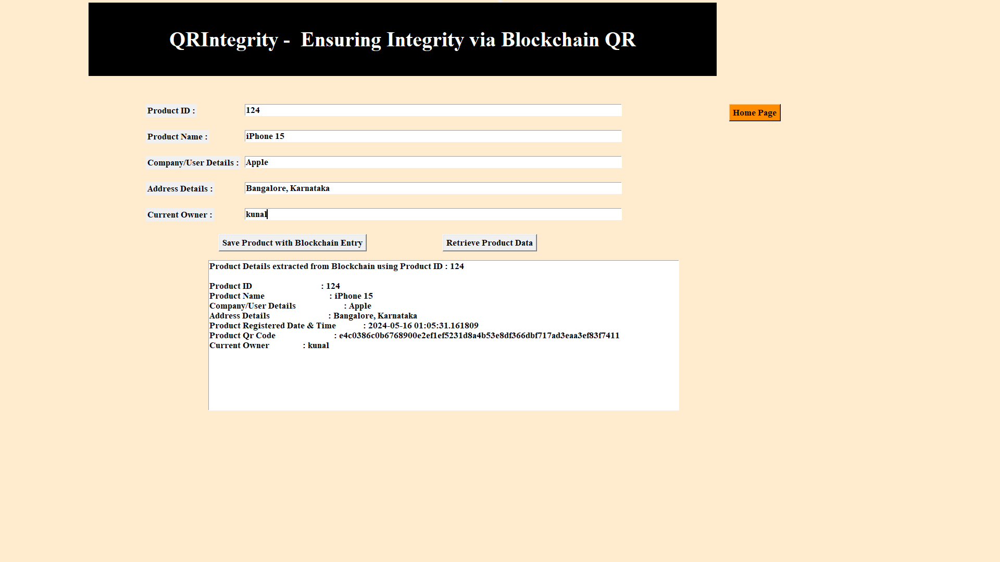 QRIntegrity -  Ensuring Integrity via Blockchain QR
Product ID : 124
Home Page
Product Name : iPhone 15
Company/User Details : Apple
Address Details : Bangalore, Karnataka
Current Owner : kunal
Save Product with Blockchain Entry Retrieve Product Data
Product Details extracted from Blockchain using Product ID : 124
Product ID : 124
Product Name : iPhone 15
Company/User Details : Apple
Address Details : Bangalore, Karnataka
Product Registered Date & Time : 2024-05-16 01:05:31.161809
Product Qr Code : e4c0386c0b6768900e2ef1ef5231d8a4b53e8df366dbf717ad3eaa3ef83f7411
Current Owner : kunal